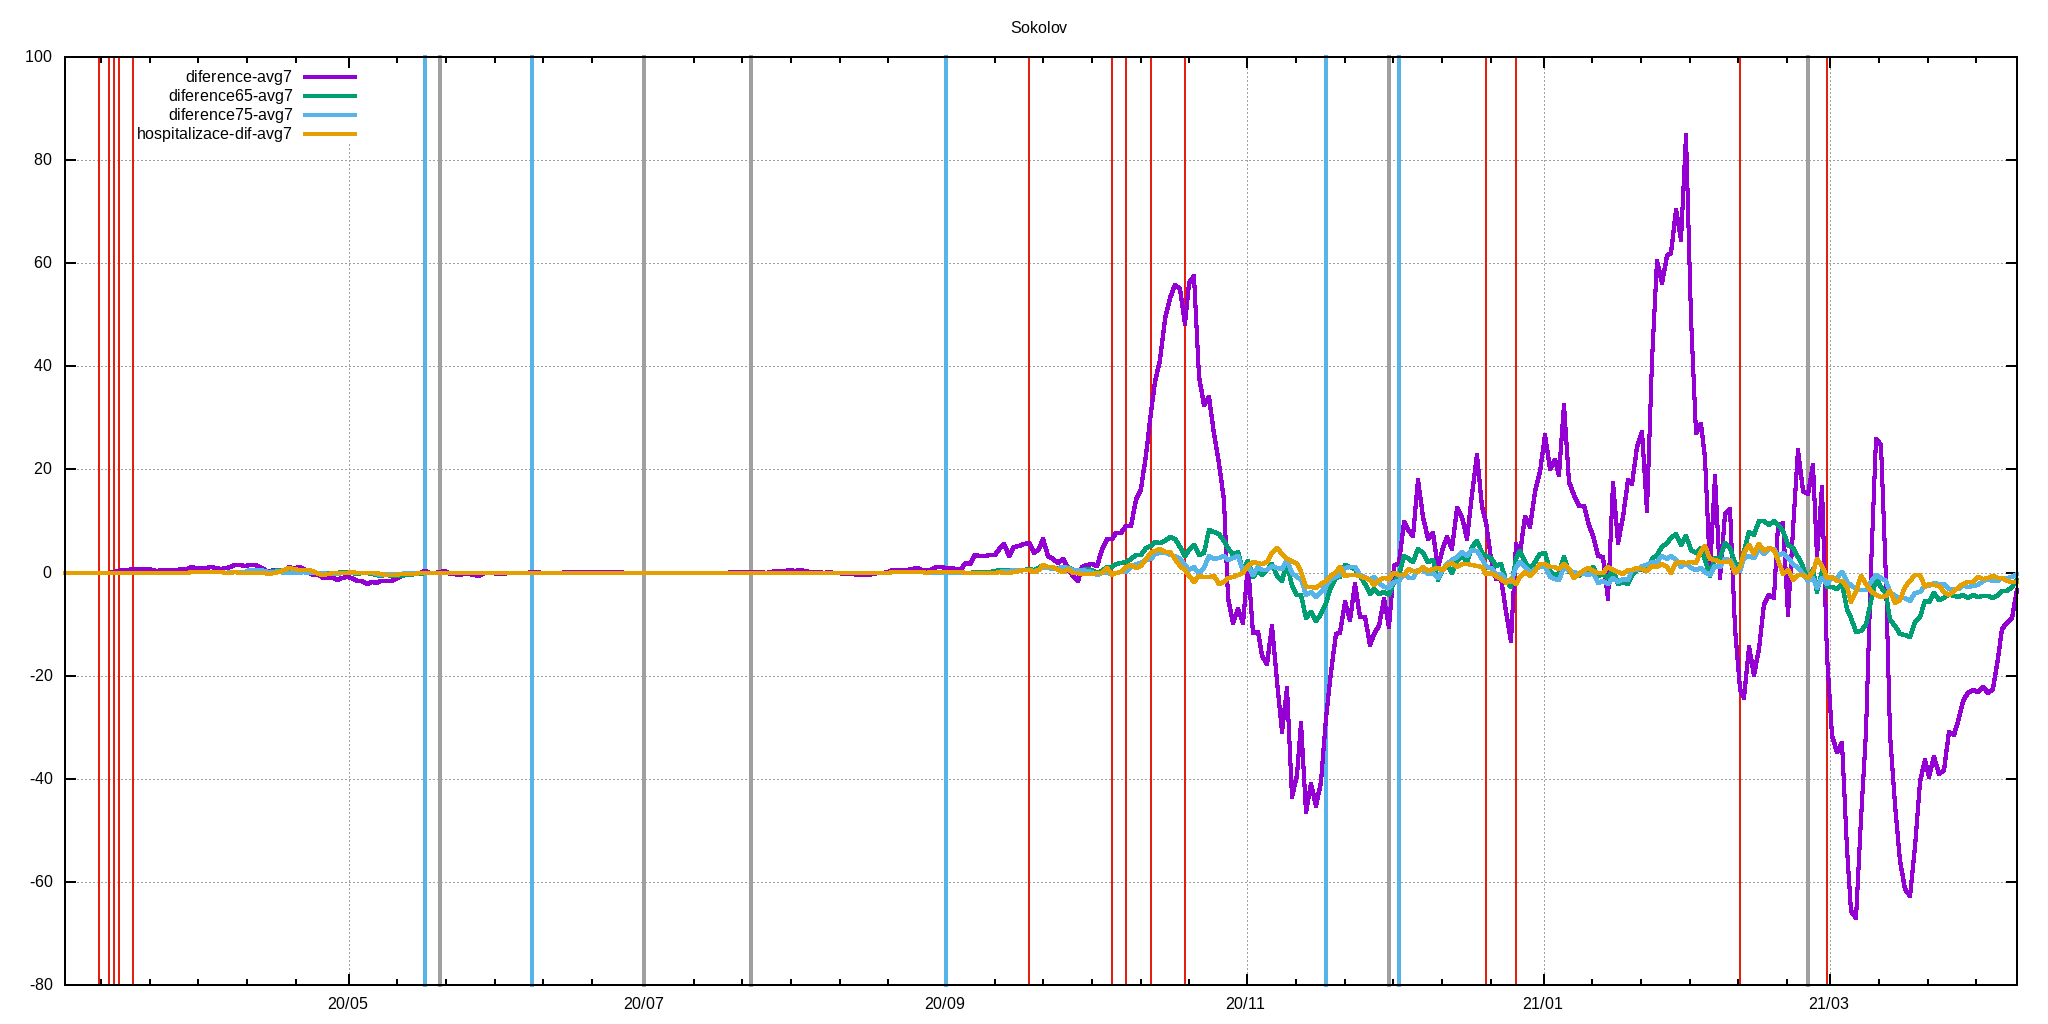 Sokolov
diference-avg7
diference65-avg7
diference75-avg7
hospitalizace-dif-avg7
100
80
60
40
20
0
-20
-40
-60
-80
20/05 20/07 20/09 20/11 21/01 21/03